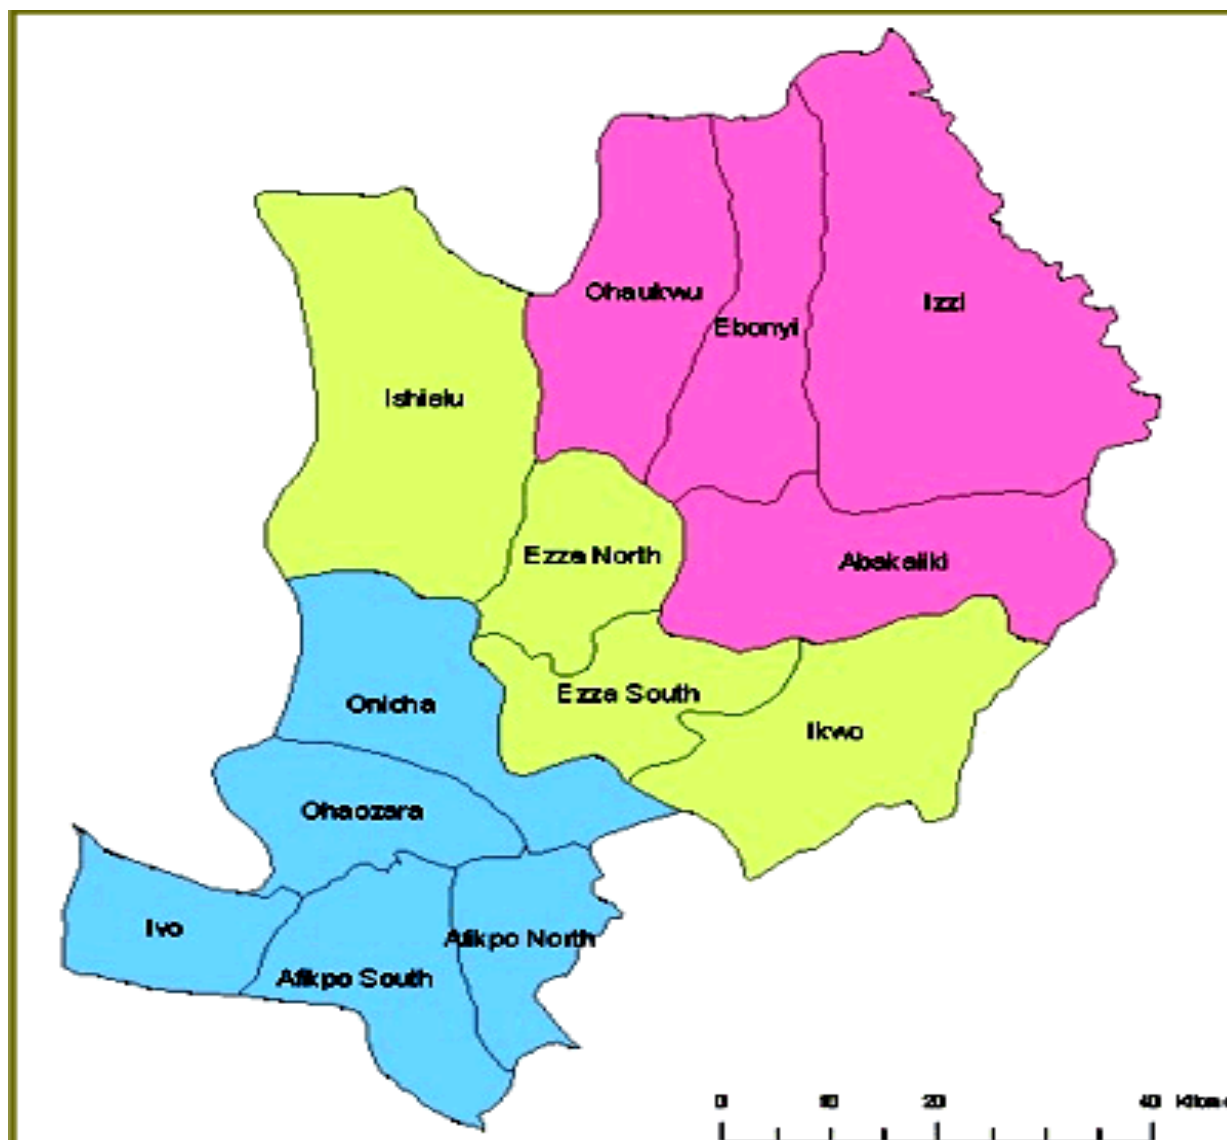 Izzi
Ohaukwu
Ebonyi
Ishielu
Ezza North
Abakaliki
Ezza South
Onicha
Ikwo
Ohaozara
Ivo
Afikpo North
Afikpo South
0 10 20 40